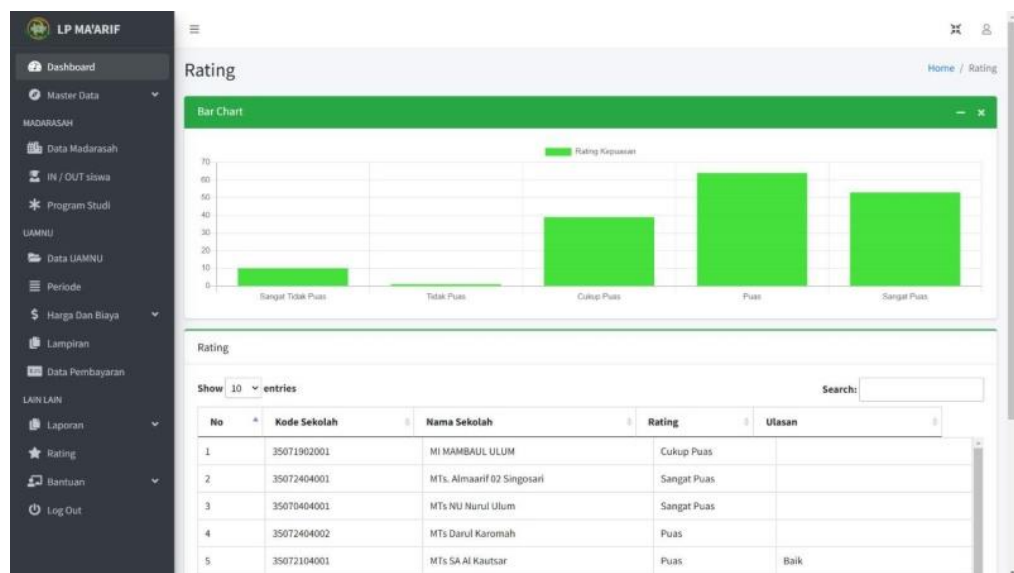 LP MA'ARIF
Dashboard
Master Data
MADARASAH
Data Madarasah
IN / OUT siswa
Program Studi
UAMNU
Data UAMNU
Periode
$ Harga Dan Biaya
Lampiran
Data Pembayaran
LAIN LAIN
Laporan
Rating
Bantuan
Log Out
Rating
Home / Rating
Bar Chart
Rating Kepuasan
70
60
50
40
30
20
10
0
Sangat Tidak Puas Tidak Puas Cukup Puas Puas Sangat Puas
Rating
Show 10 entries Search:
No Kode Sekolah Nama Sekolah Rating Ulasan
1 35071902001 MI MAMBAUL ULUM Cukup Puas
2 35072404001 MTs. Almaarif 02 Singosari Sangat Puas
3 35070404001 MTs NU Nurul Ulum Sangat Puas
4 35072404002 MTs Darul Karomah Puas
5 35072104001 MTs SA Al Kautsar Puas Baik